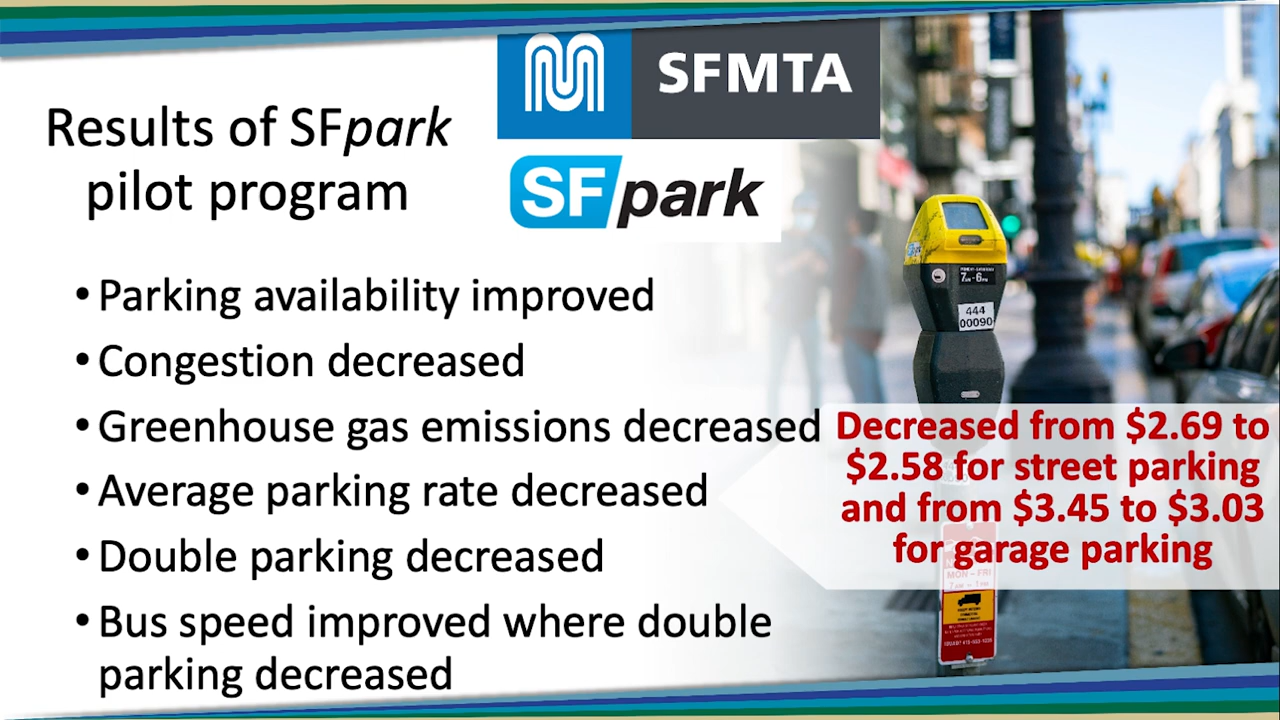 SFMTA
Results of SFpark
pilot program
SFpark
• Parking availability improved
• Congestion decreased
• Greenhouse gas emissions decreased
• Average parking rate decreased
• Double parking decreased
• Bus speed improved where double
parking decreased
Decreased from $2.69 to
$2.58 for street parking
and from $3.45 to $3.03
for garage parking
7AM-6PM
444
00090
MON – FRI